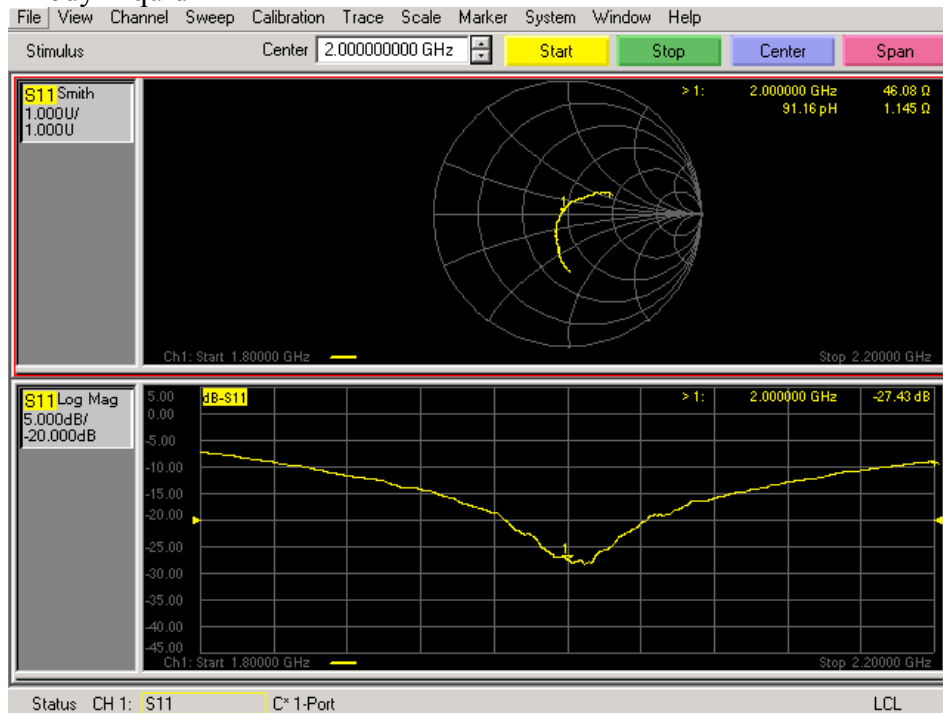 File View Channel Sweep Calibration Trace Scale Marker System Window Help
Stimulus Center 2.000000000 GHz Start Stop Center Span
S11 Smith
1.000U/
1.000U
> 1: 2.000000 GHz 46.08 Ω
91.16 pH 1.145 Ω
1
Ch1: Start 1.80000 GHz Stop 2.20000 GHz
S11 Log Mag
5.000dB/
-20.000dB
dB-S11
> 1: 2.000000 GHz -27.43 dB
5.00
0.00
-5.00
-10.00
-15.00
-20.00
-25.00
-30.00
-35.00
-40.00
-45.00
1
Ch1: Start 1.80000 GHz Stop 2.20000 GHz
Status CH 1: S11 C* 1-Port LCL